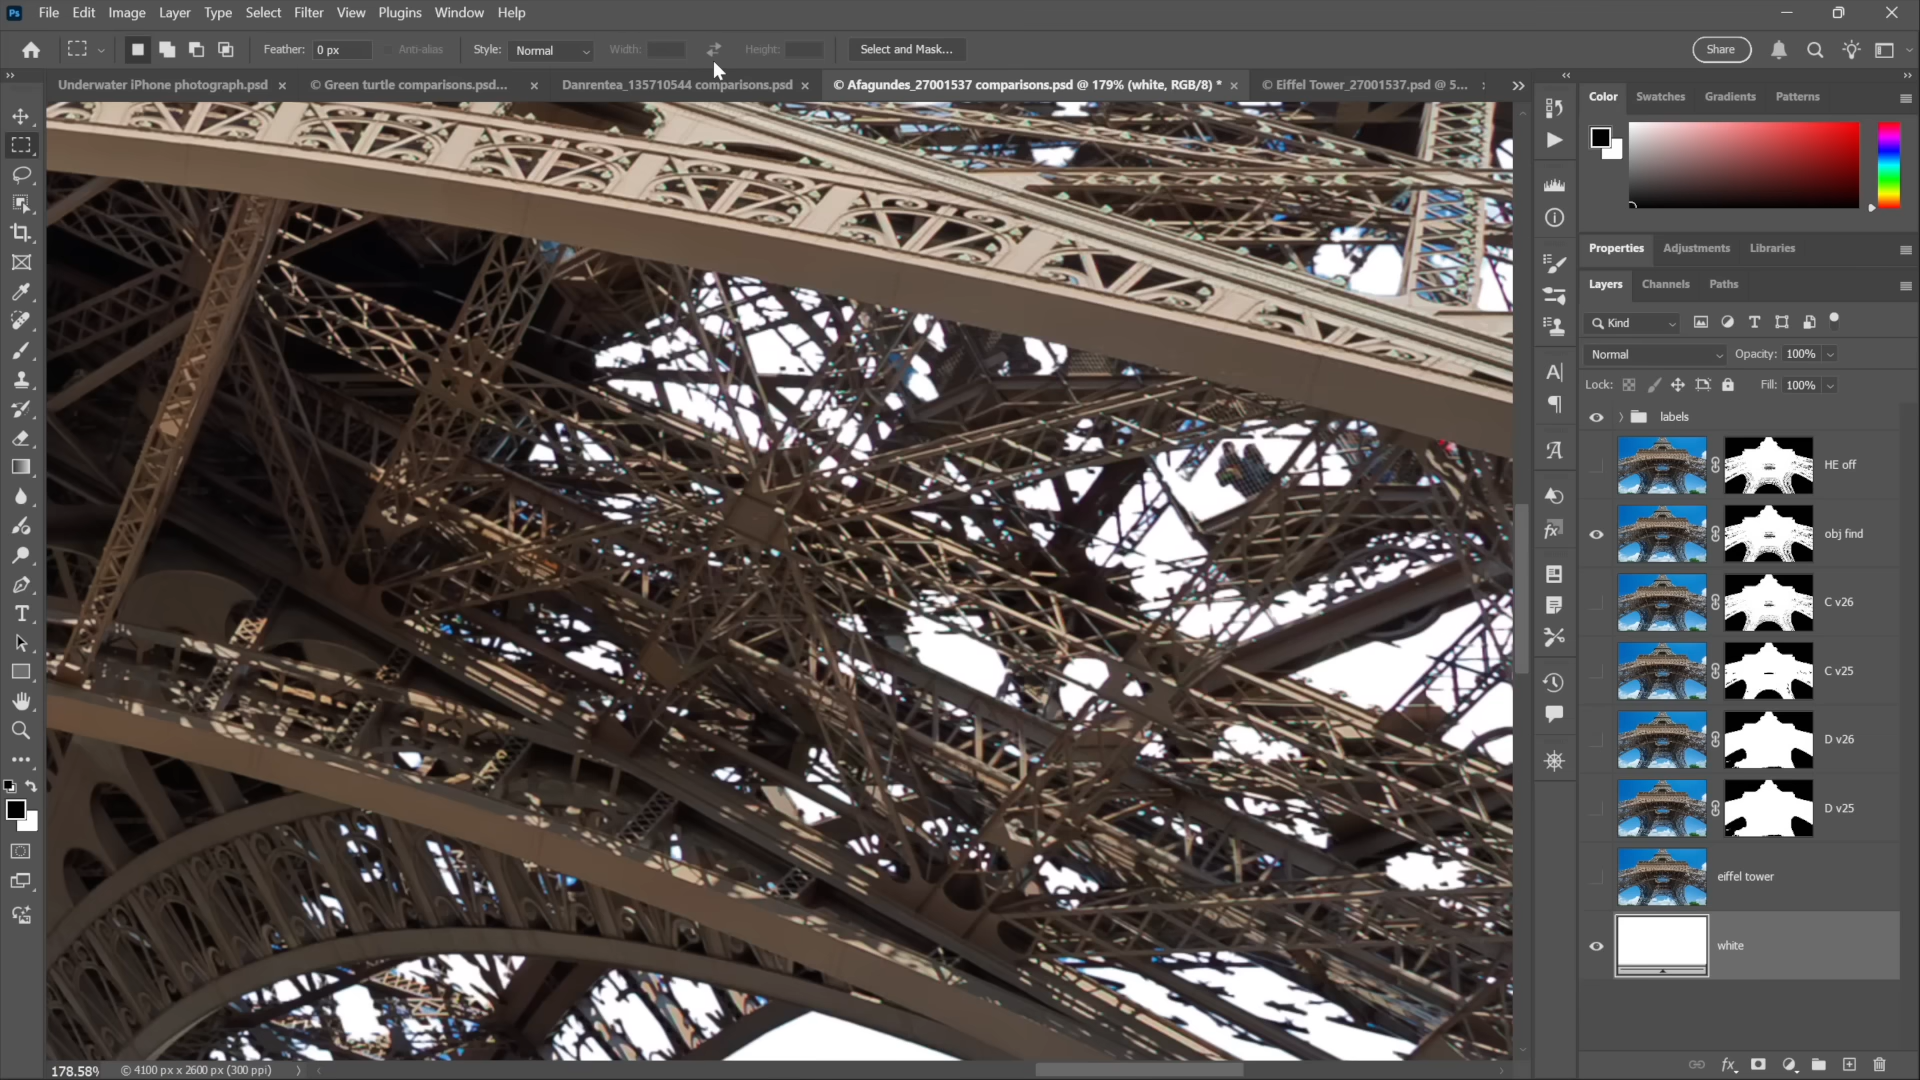 Ps File Edit Image Layer Type Select Filter View Plugins Window Help
Feather: 0 px Anti-alias Style: Normal Width: Height: Select and Mask... Share
Underwater iPhone photograph.psd × © Green turtle comparisons.psd... × Danrentea_135710544 comparisons.psd × © Afagundes_27001537 comparisons.psd @ 179% (white, RGB/8) * × © Eiffel Tower_27001537.psd @ 5...
Color Swatches Gradients Patterns
Properties Adjustments Libraries
Layers Channels Paths
Kind
Normal Opacity: 100%
Lock: Fill: 100%
labels
HE off
obj find
C v26
C v25
D v26
D v25
eiffel tower
white
178.58% © 4100 px x 2600 px (300 ppi)